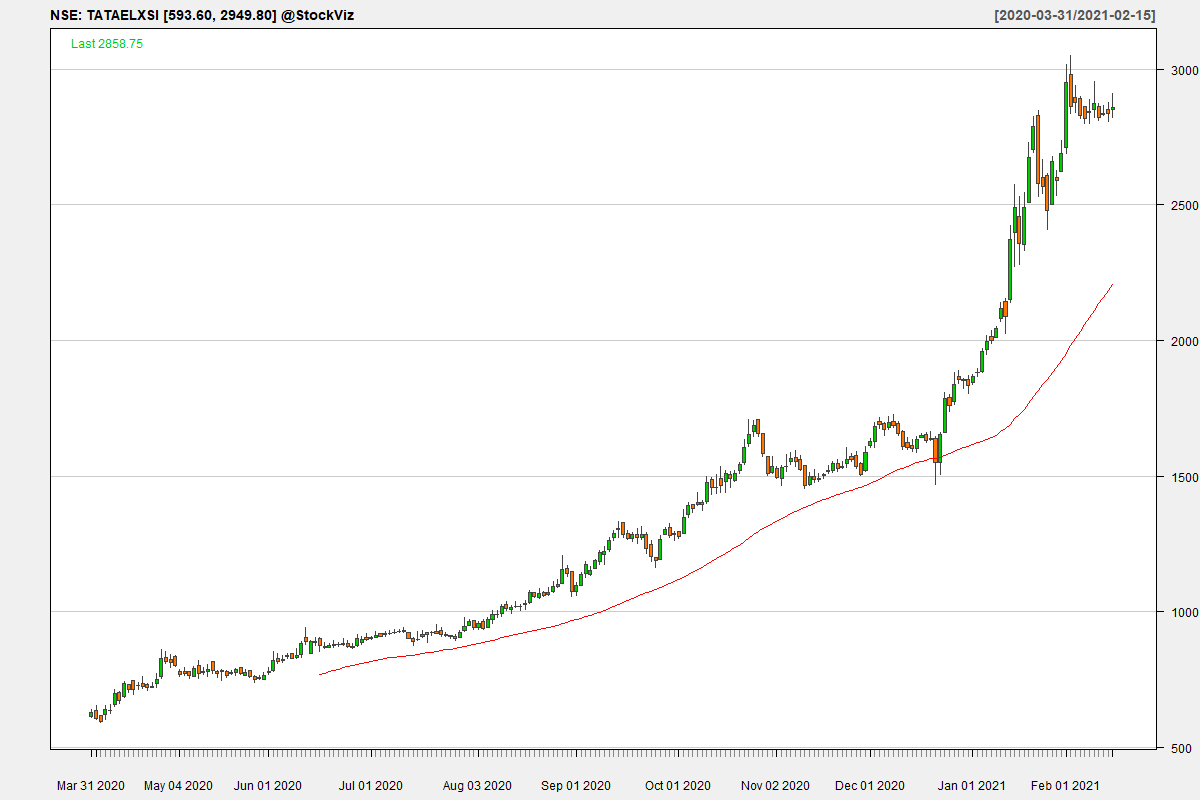 NSE: TATAELXSI [593.60, 2949.80] @StockViz [2020-03-31/2021-02-15]
Last 2858.75
3000
2500
2000
1500
1000
500
Mar 31 2020 May 04 2020 Jun 01 2020 Jul 01 2020 Aug 03 2020 Sep 01 2020 Oct 01 2020 Nov 02 2020 Dec 01 2020 Jan 01 2021 Feb 01 2021